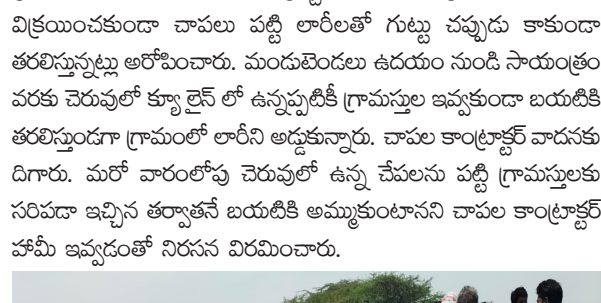 విక్రయించకుండా చాపలు పట్టి లారీలతో గుట్టు చప్పుడు కాకుండా
తరలిస్తున్నట్లు అరోపించారు. మండుటెండలు ఉదయం నుండి సాయంత్రం
వరకు చెరువులో క్యూ లైన్ లో ఉన్నప్పటికీ గ్రామస్తుల ఇవ్వకుండా బయటికి
తరలిస్తుండగా గ్రామంలో లారీని అడ్డుకున్నారు. చాపల కాంట్రాక్టర్ వాదనకు
దిగారు. మరో వారంలోపు చెరువులో ఉన్న చేపలను పట్టి గ్రామస్తులకు
సరిపడా ఇచ్చిన తర్వాతనే బయటికి అమ్ముకుంటానని చాపల కాంట్రాక్టర్
హామీ ఇవ్వడంతో నిరసన విరమించారు.